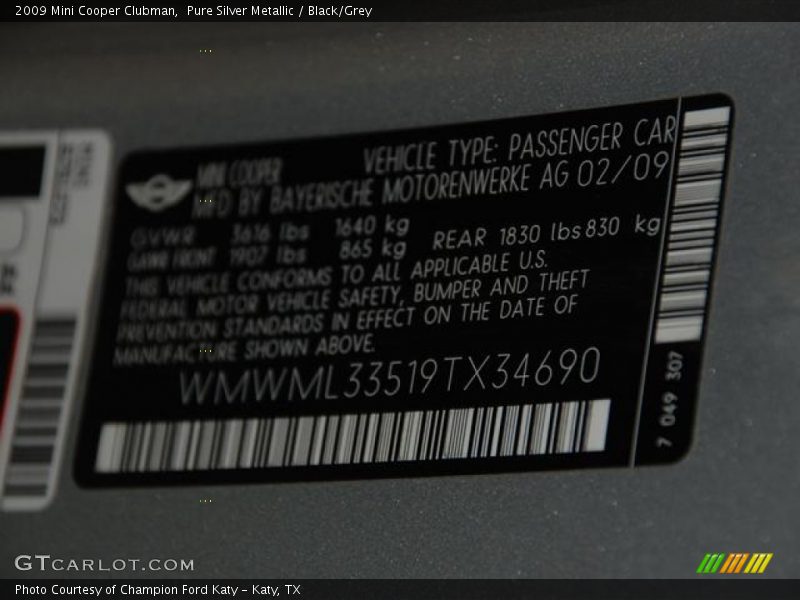 2009 Mini Cooper Clubman,  Pure Silver Metallic / Black/Grey
MINI COOPER VEHICLE TYPE: PASSENGER CAR
MFD BY BAYERISCHE MOTORENWERKE AG 02/09
GVWR 3616 lbs 1640 kg
GAWR FRONT 1907 lbs 865 kg REAR 1830 lbs 830 kg
THIS VEHICLE CONFORMS TO ALL APPLICABLE U.S.
FEDERAL MOTOR VEHICLE SAFETY, BUMPER AND THEFT
PREVENTION STANDARDS IN EFFECT ON THE DATE OF
MANUFACTURE SHOWN ABOVE.
WMWML33519TX34690
7 049 307
GTCARLOT.COM
Photo Courtesy of Champion Ford Katy - Katy, TX